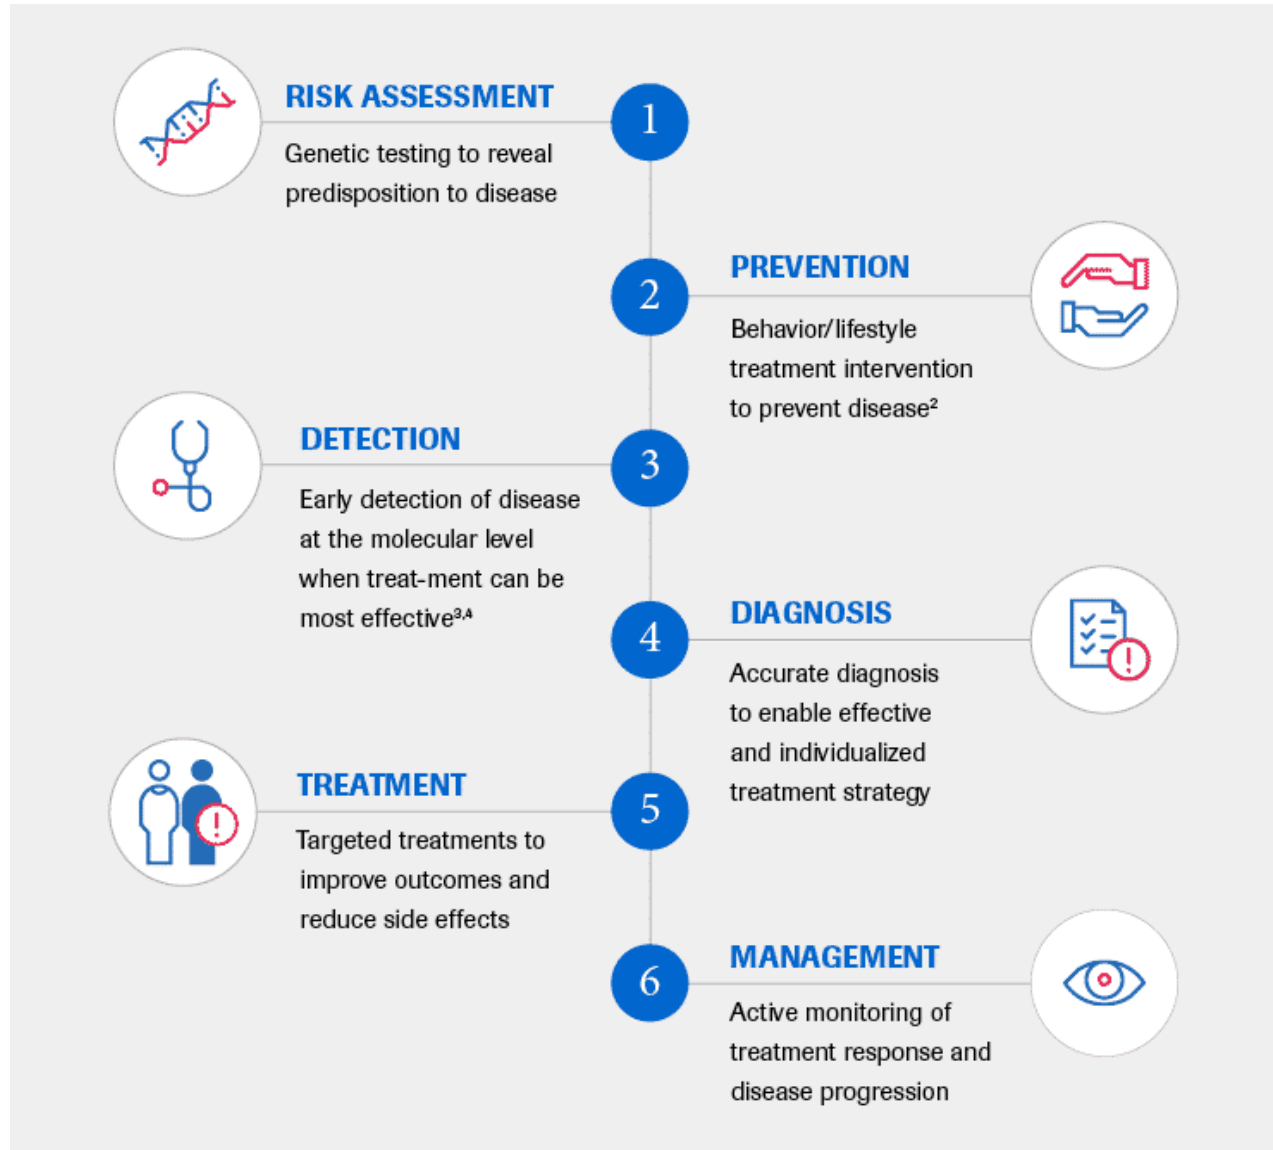 RISK ASSESSMENT
1
Genetic testing to reveal
predisposition to disease
2
PREVENTION
Behavior/lifestyle
treatment intervention
to prevent disease²
DETECTION
3
Early detection of disease
at the molecular level
when treat-ment can be
most effective³,⁴
4
DIAGNOSIS
Accurate diagnosis
to enable effective
and individualized
treatment strategy
TREATMENT
5
Targeted treatments to
improve outcomes and
reduce side effects
6
MANAGEMENT
Active monitoring of
treatment response and
disease progression